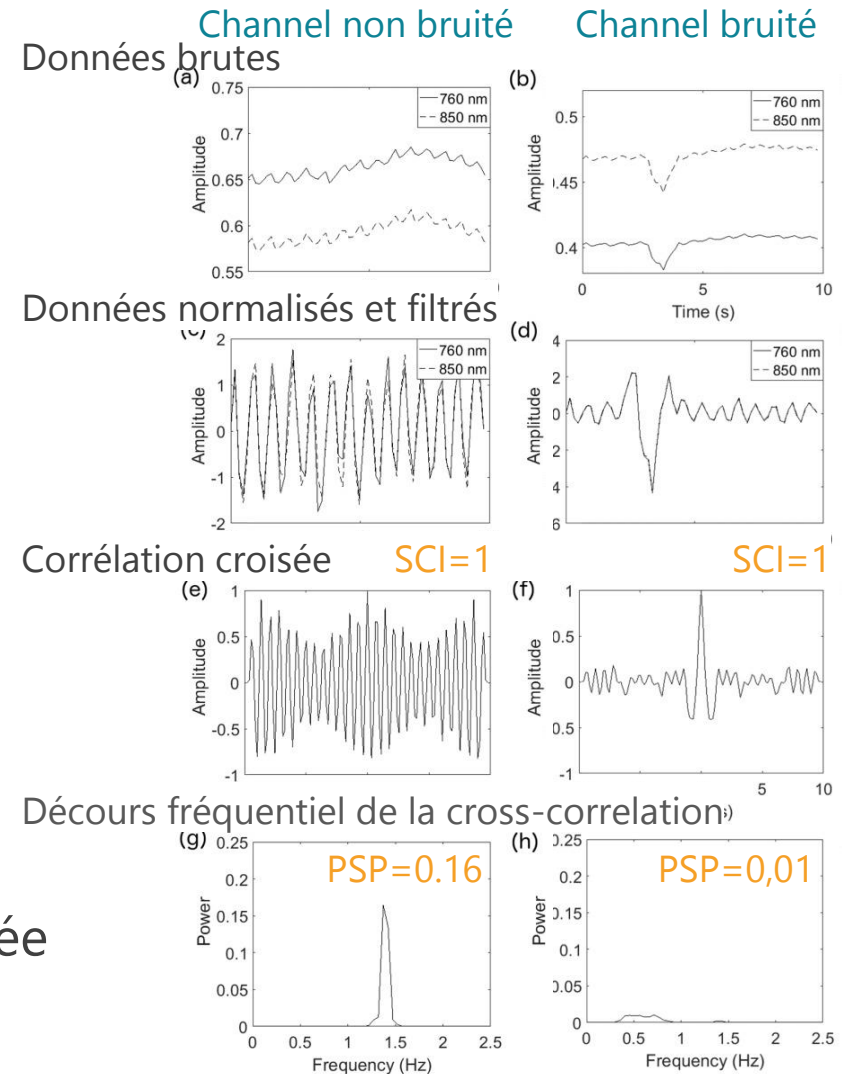 Channel non bruité Channel bruité
Données brutes
(a) (b)
0.75
0.7
0.65
0.6
0.55
Amplitude
760 nm
850 nm
0.5
.45
0.4
Amplitude
760 nm
850 nm
0 5 10
Time (s)
Données normalisés et filtrés
(d)
2
1
0
-1
-2
Amplitude
760 nm
850 nm
4
2
0
2
4
6
Amplitude
760 nm
850 nm
Corrélation croisée SCI=1 SCI=1
(e) (f)
1
0.5
0
-0.5
-1
Amplitude
1
0.5
0
-0.5
-1
Amplitude
5 10
Décours fréquentiel de la cross-correlation
(g) (h)
PSP=0.16 PSP=0,01
0.25
0.2
0.15
0.1
0.05
0
Power
0 0.5 1 1.5 2 2.5
Frequency (Hz)
0.25
0.2
0.15
0.1
0.05
0
Power
0 0.5 1 1.5 2 2.5
Frequency (Hz)
ée